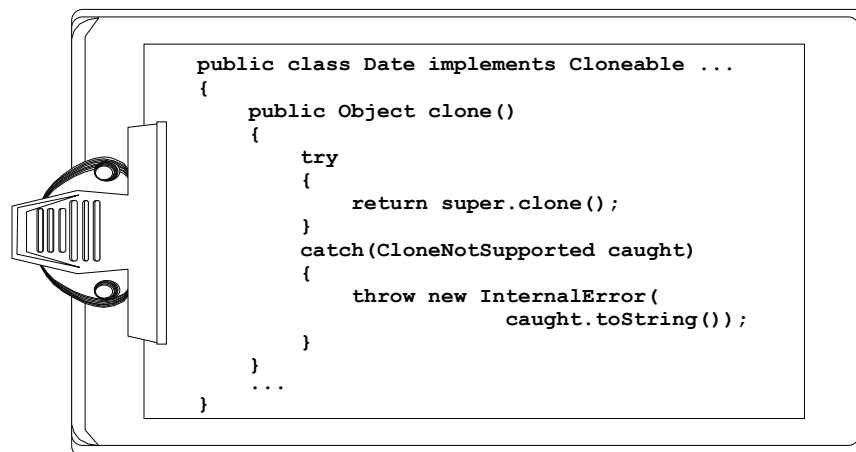 public class Date implements Cloneable ...
{
    public Object clone()
    {
        try
        {
            return super.clone();
        }
        catch(CloneNotSupported caught)
        {
            throw new InternalError(
                        caught.toString());
        }
    }
    ...
}